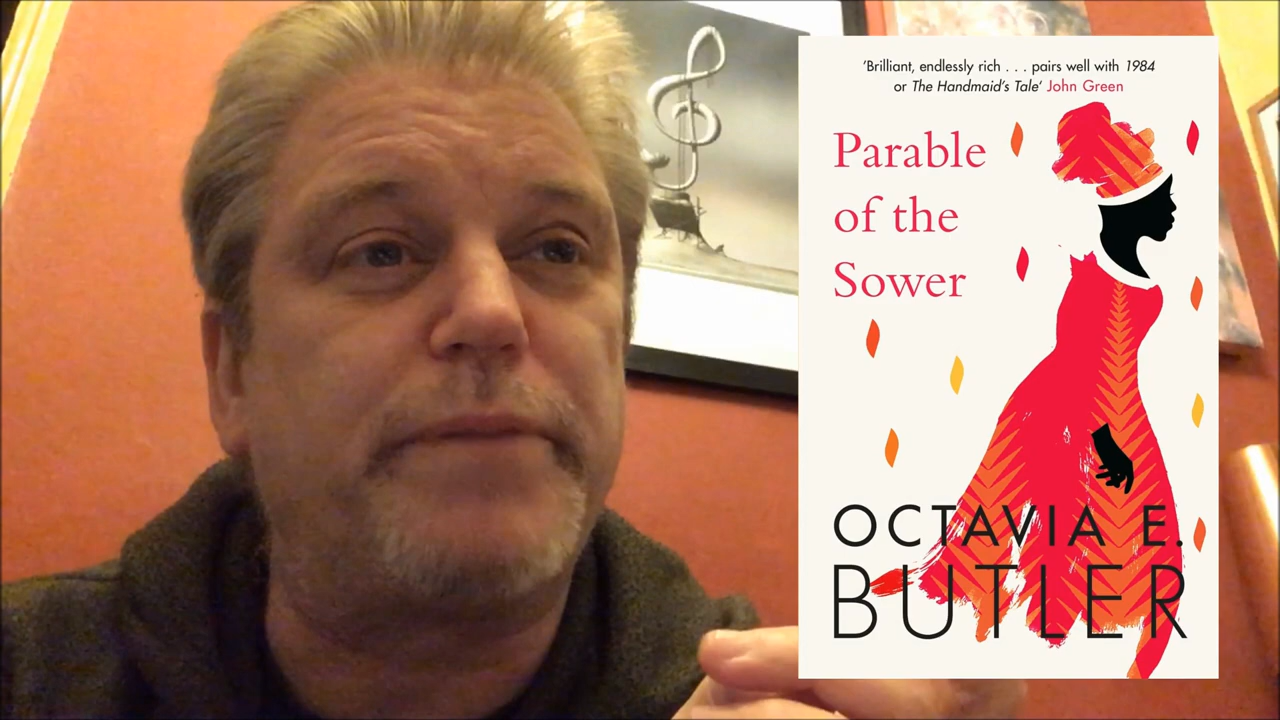 'Brilliant, endlessly rich . . . pairs well with 1984
or The Handmaid's Tale' John Green
Parable
of the
Sower
OCTAVIA E.
BUTLER